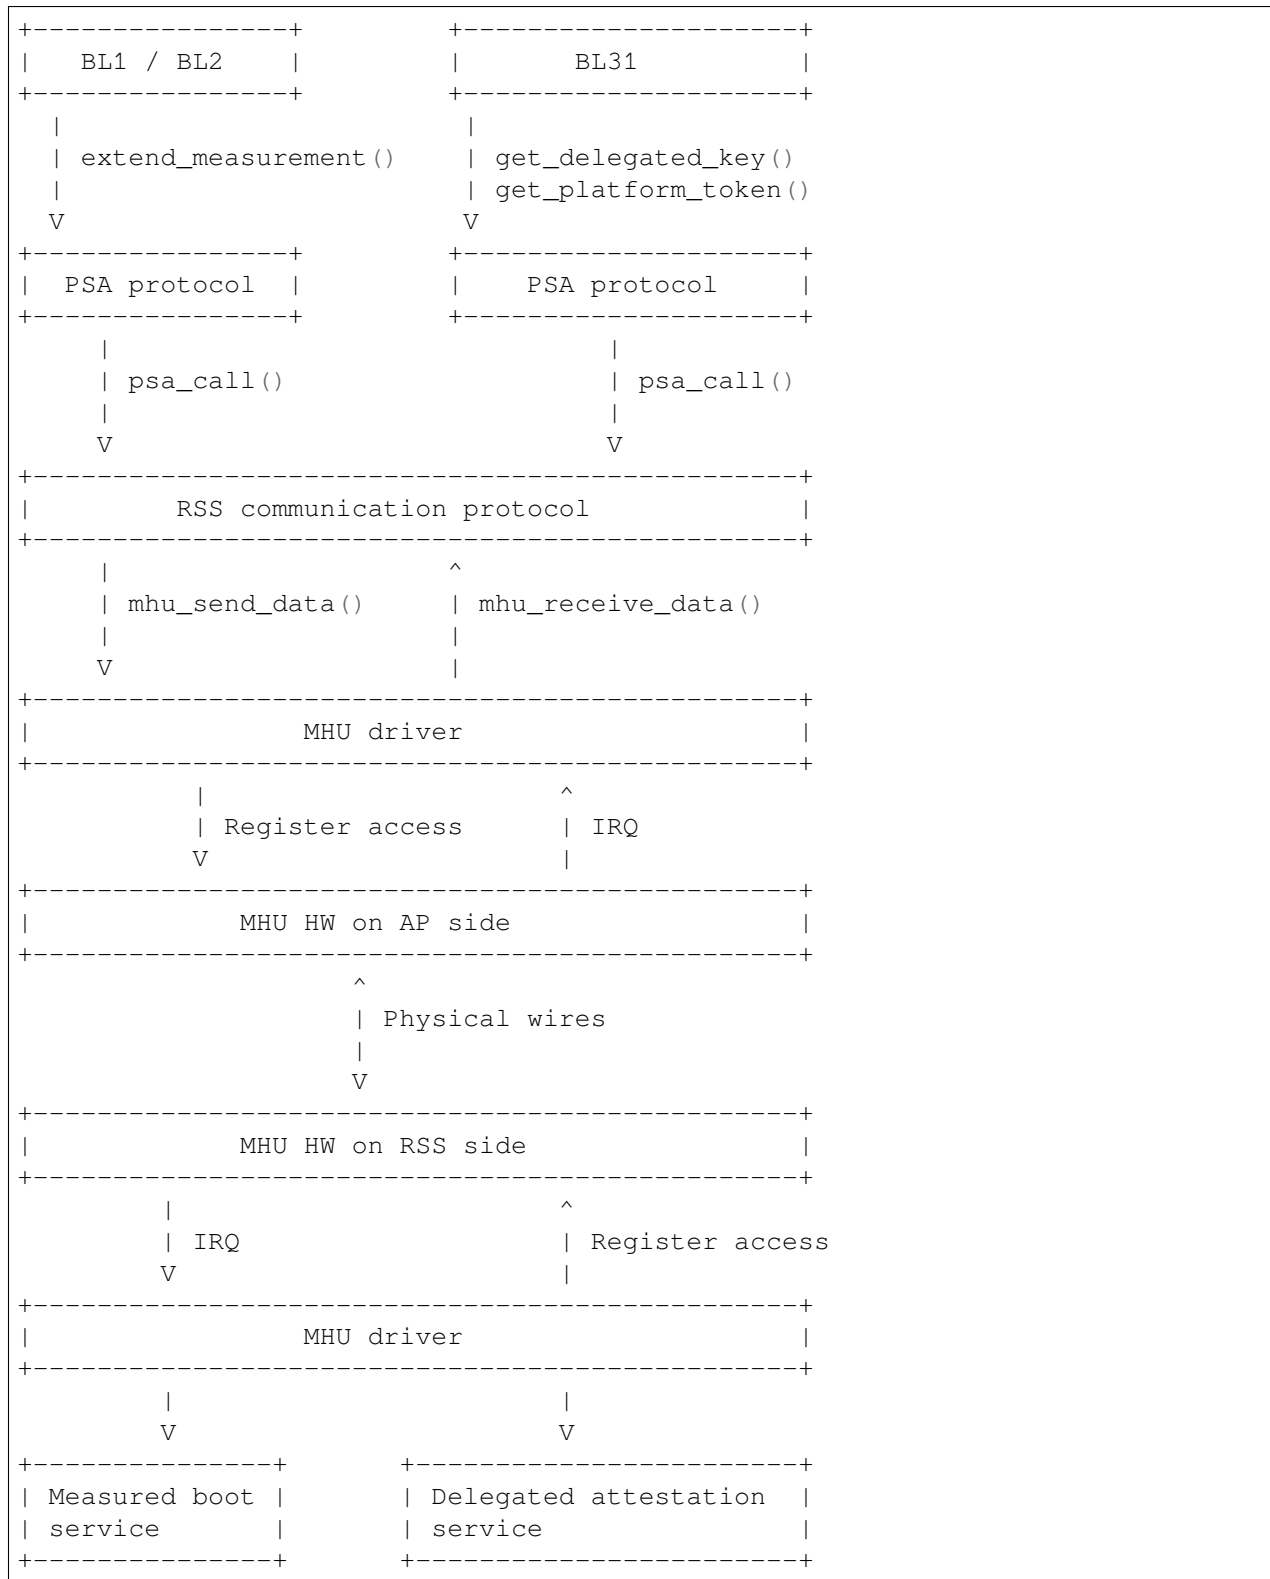 +----------------+         +---------------------+
|   BL1 / BL2    |         |       BL31          |
+----------------+         +---------------------+
  |                         |
  | extend_measurement()    | get_delegated_key()
  |                         | get_platform_token()
  V                         V
+----------------+         +---------------------+
|  PSA protocol  |         |    PSA protocol     |
+----------------+         +---------------------+
     |                               |
     | psa_call()                    | psa_call()
     |                               |
     V                               V
+------------------------------------------------+
|         RSS communication protocol             |
+------------------------------------------------+
     |                     ^
     | mhu_send_data()     | mhu_receive_data()
     |                     |
     V                     |
+------------------------------------------------+
|                 MHU driver                     |
+------------------------------------------------+
           |                      ^
           | Register access      | IRQ
           V                      |
+------------------------------------------------+
|             MHU HW on AP side                  |
+------------------------------------------------+
                     ^
                     | Physical wires
                     |
                     V
+------------------------------------------------+
|             MHU HW on RSS side                 |
+------------------------------------------------+
         |                        ^
         | IRQ                    | Register access
         V                        |
+------------------------------------------------+
|                 MHU driver                     |
+------------------------------------------------+
         |                        |
         V                        V
+---------------+       +------------------------+
| Measured boot |       | Delegated attestation  |
| service       |       | service                |
+---------------+       +------------------------+